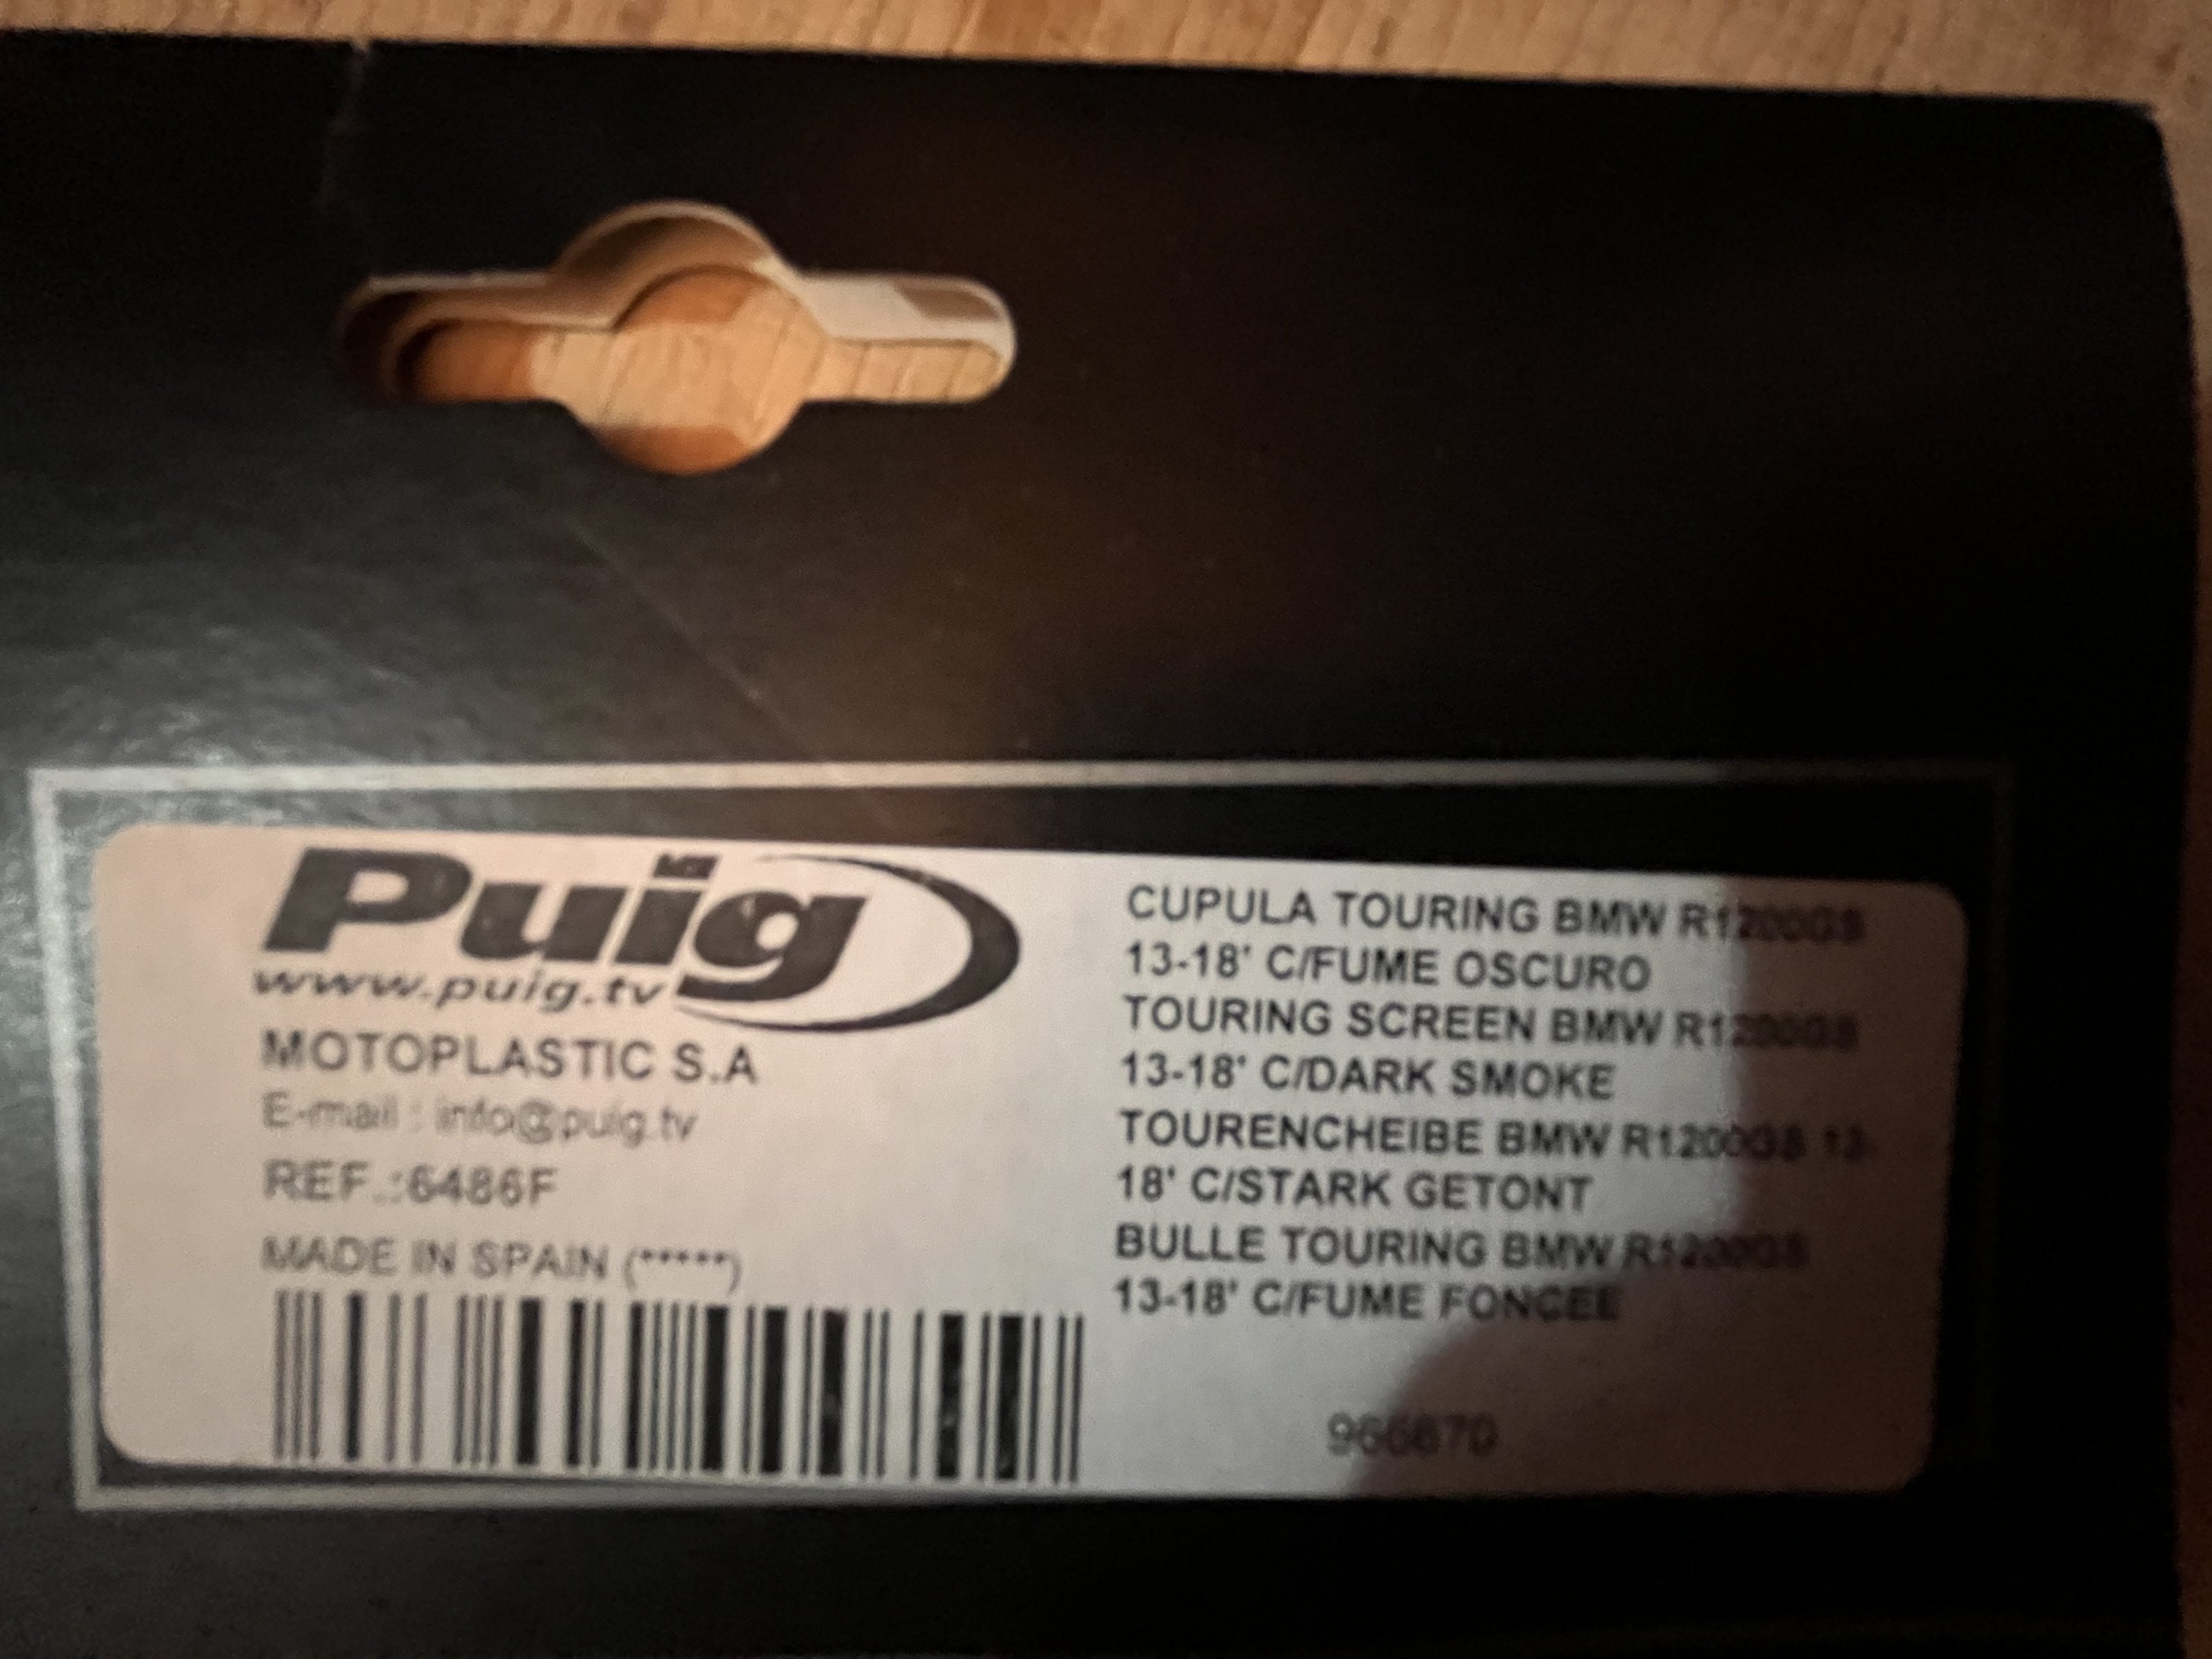 Puig
www.puig.tv
MOTOPLASTIC S.A
E-mail : info@puig.tv
REF.:6486F
MADE IN SPAIN (*****)
CUPULA TOURING BMW R1200GS
13-18' C/FUME OSCURO
TOURING SCREEN BMW R1200GS
13-18' C/DARK SMOKE
TOURENCHEIBE BMW R1200GS 13-
18' C/STARK GETONT
BULLE TOURING BMW R1200GS
13-18' C/FUME FONCEE